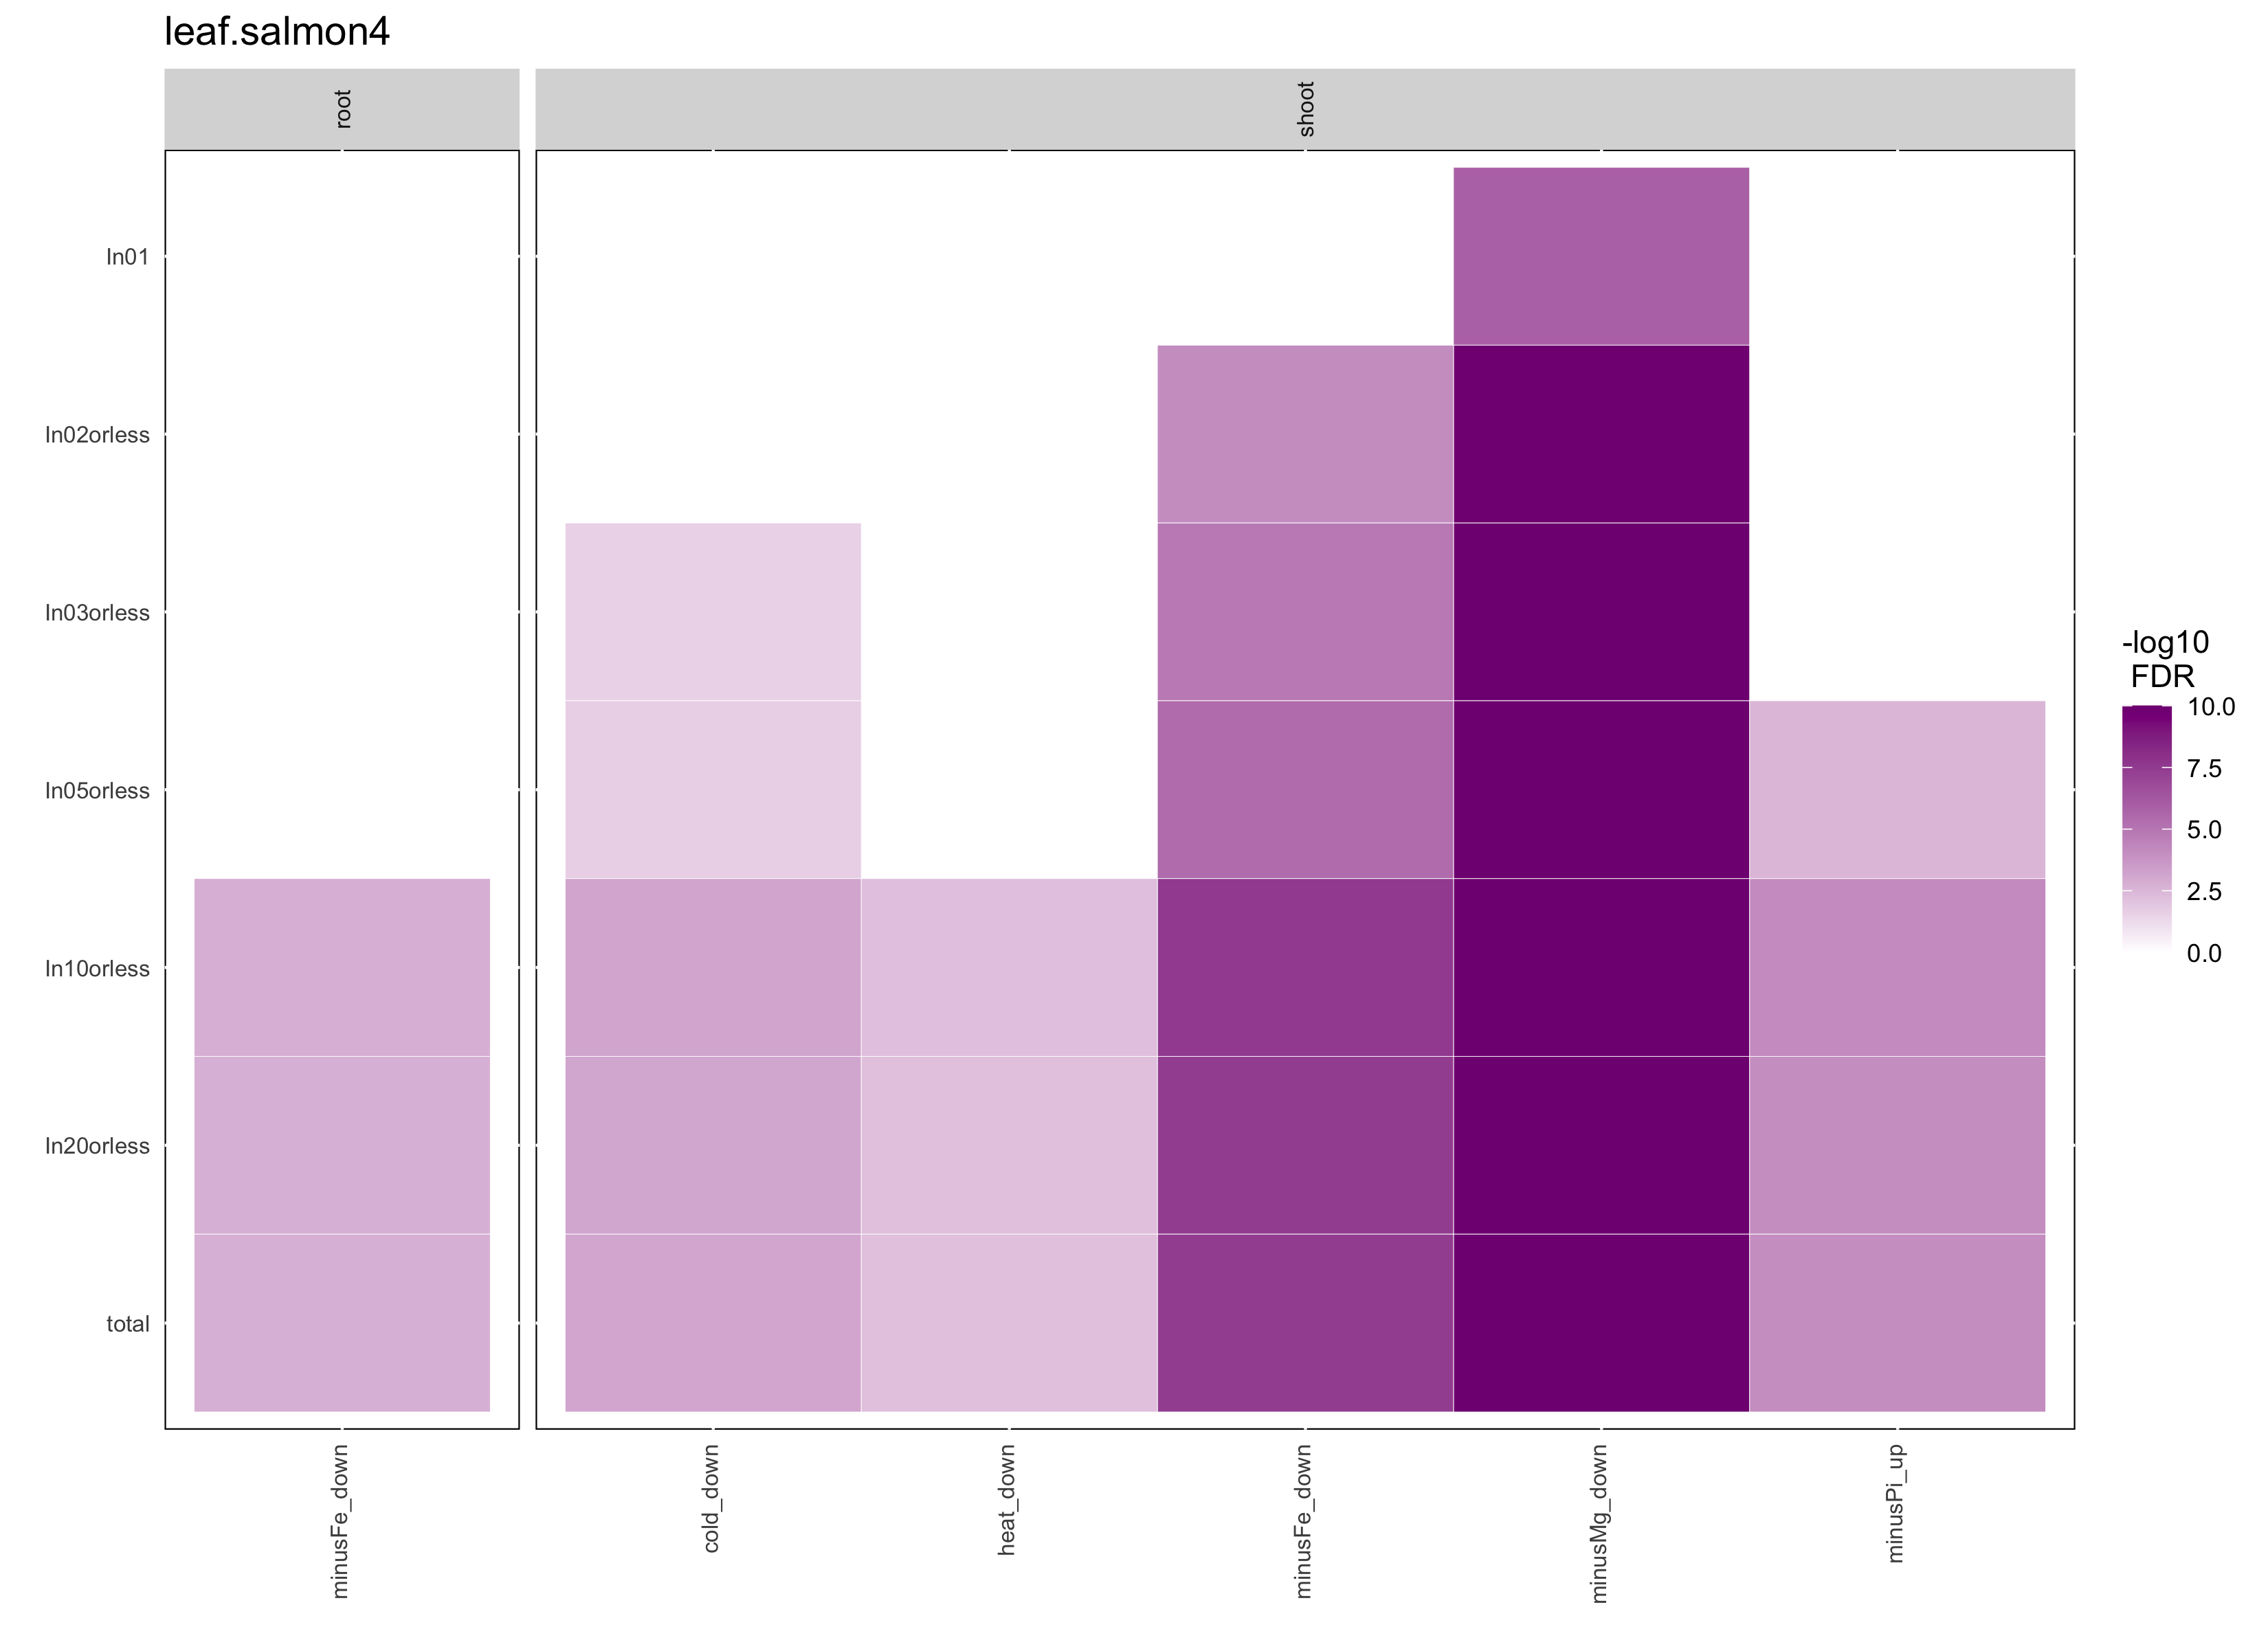 leaf.salmon4
root
shoot
In01
In02orless
In03orless
In05orless
In10orless
In20orless
total
minusFe_down
cold_down
heat_down
minusFe_down
minusMg_down
minusPi_up
-log10
FDR
10.0
7.5
5.0
2.5
0.0